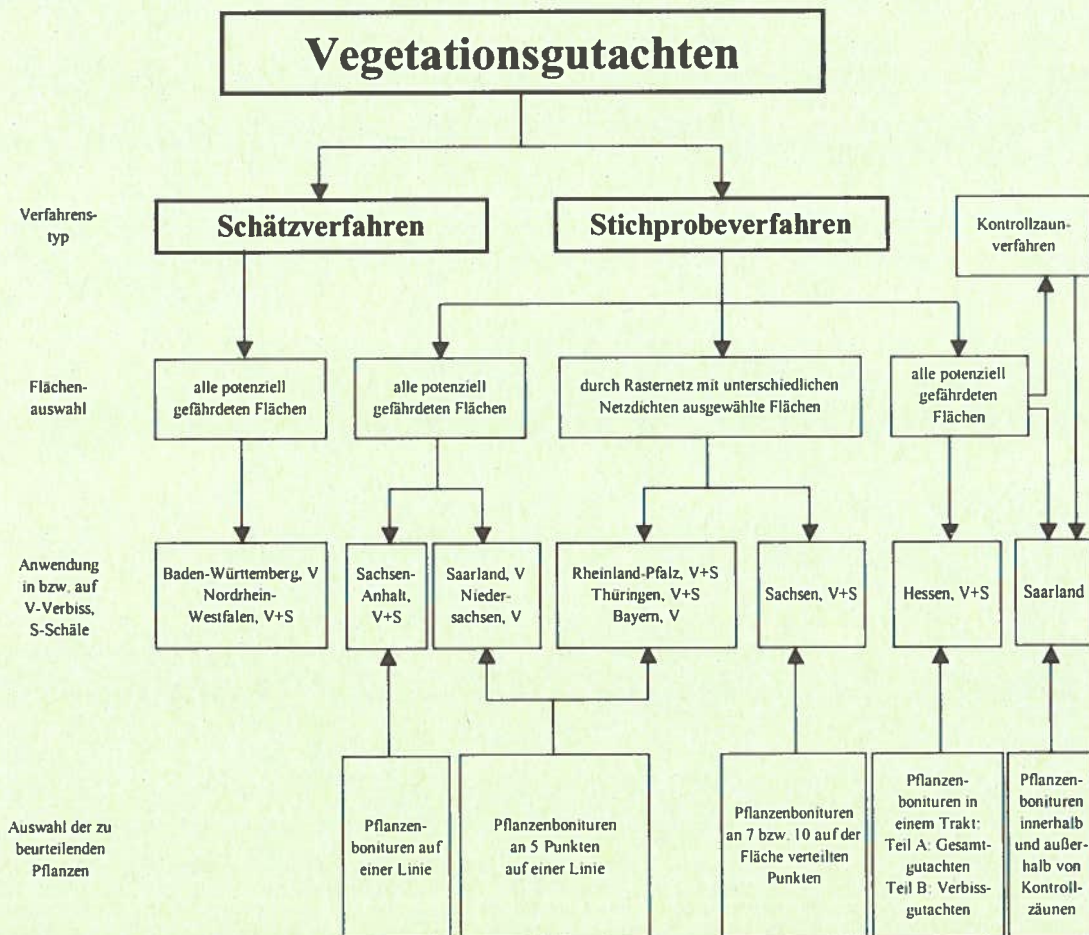 Vegetationsgutachten
Verfahrens-
typ
Schätzverfahren
Stichprobeverfahren
Kontrollzaun-
verfahren
Flächen-
auswahl
alle potenziell
gefährdeten Flächen
alle potenziell
gefährdeten Flächen
durch Rasternetz mit unterschiedlichen
Netzdichten ausgewählte Flächen
alle potenziell
gefährdeten
Flächen
Anwendung
in bzw. auf
V-Verbiss,
S-Schäle
Baden-Württemberg, V
Nordrhein-
Westfalen, V+S
Sachsen-
Anhalt,
V+S
Saarland, V
Nieder-
sachsen, V
Rheinland-Pfalz, V+S
Thüringen, V+S
Bayern, V
Sachsen, V+S
Hessen, V+S
Saarland
Auswahl der zu
beurteilenden
Pflanzen
Pflanzen-
bonituren auf
einer Linie
Pflanzenbonituren
an 5 Punkten
auf einer Linie
Pflanzenbonituren
an 7 bzw. 10 auf der
Fläche verteilten
Punkten
Pflanzen-
bonituren in
einem Trakt:
Teil A: Gesamt-
gutachten
Teil B: Verbiss-
gutachten
Pflanzen-
bonituren
innerhalb
und außer-
halb von
Kontroll-
zäunen